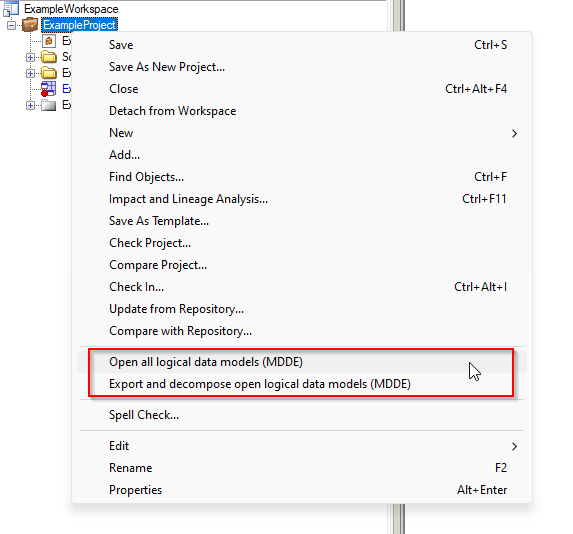 ExampleWorkspace
ExampleProject
Ex
So
Ex
Ex
Ex
Save Ctrl+S
Save As New Project...
Close Ctrl+Alt+F4
Detach from Workspace
New
Add...
Find Objects... Ctrl+F
Impact and Lineage Analysis... Ctrl+F11
Save As Template...
Check Project...
Compare Project...
Check In... Ctrl+Alt+I
Update from Repository...
Compare with Repository...
Open all logical data models (MDDE)
Export and decompose open logical data models (MDDE)
Spell Check...
Edit
Rename F2
Properties Alt+Enter